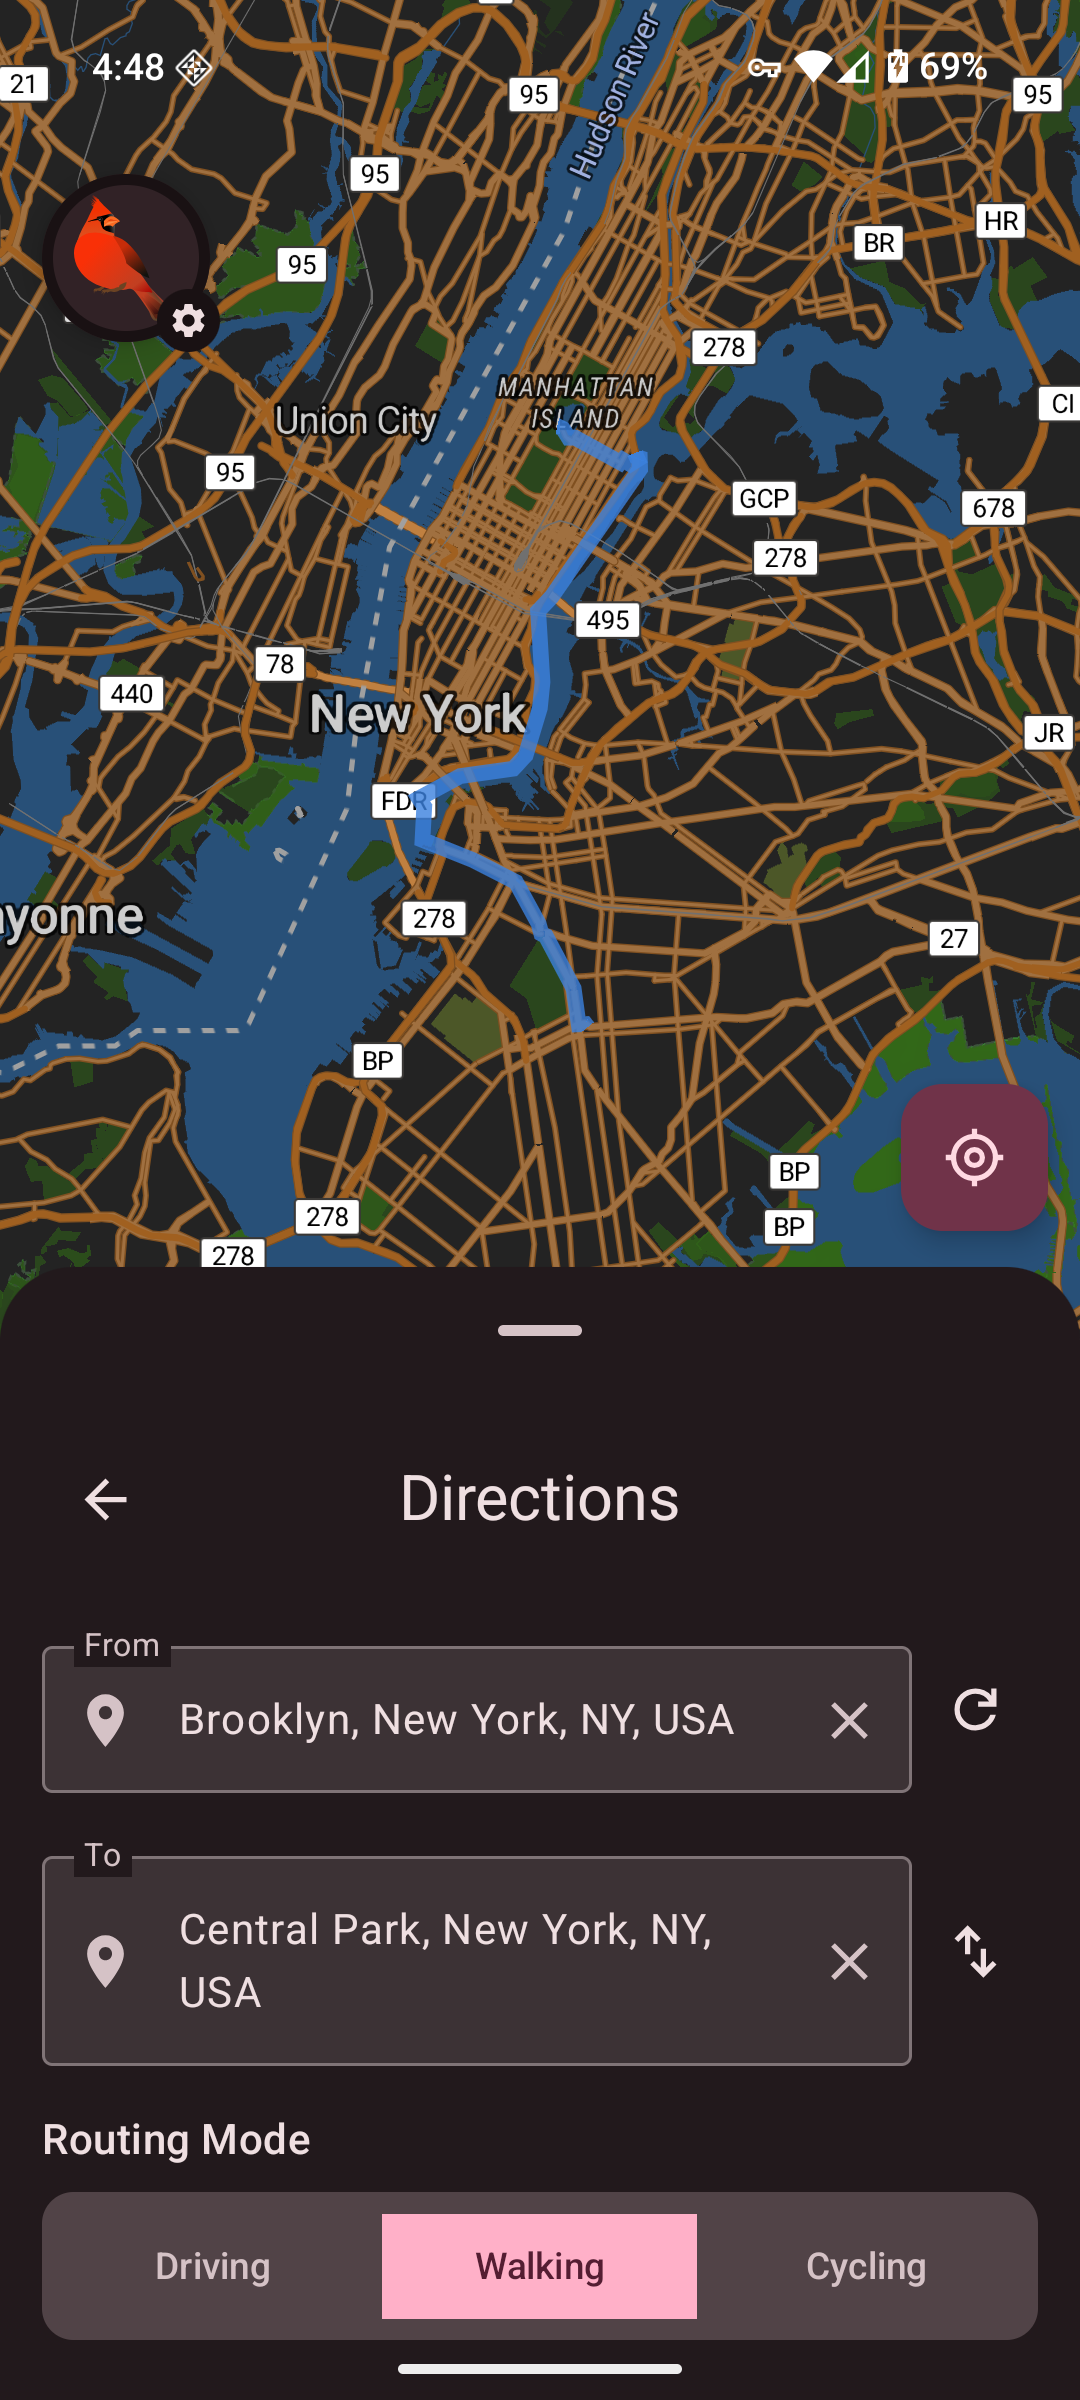 4:48
69%
21
95
95
Hudson River
95
HR
BR
95
278
MANHATTAN
ISLAND
CI
Union City
95
GCP
678
278
495
78
440
New York
JR
FDR
ayonne
278
27
BP
BP
278
BP
278
Directions
From
Brooklyn, New York, NY, USA
To
Central Park, New York, NY,
USA
Routing Mode
Driving
Walking
Cycling